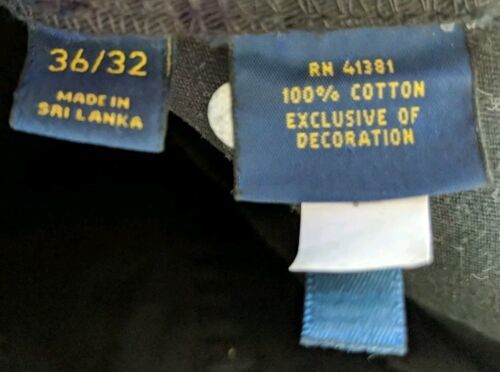 36/32
MADE IN
SRI LANKA
RN 41381
100% COTTON
EXCLUSIVE OF
DECORATION